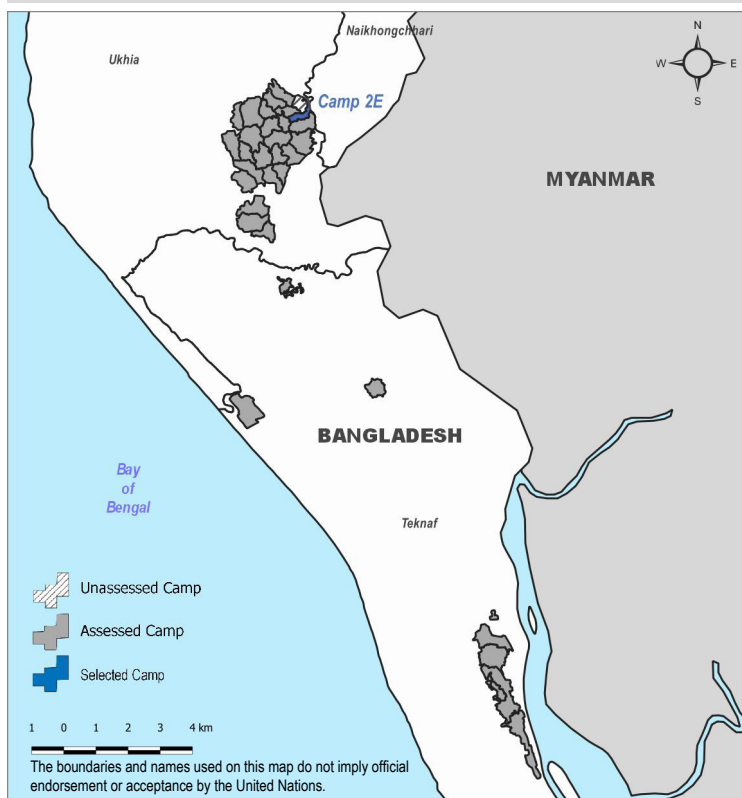 Naikhongchhari
Ukhia
N
W
E
S
Camp 2E
MYANMAR
BANGLADESH
Bay
of
Bengal
Teknaf
Unassessed Camp
Assessed Camp
Selected Camp
1 0 1 2 3 4 km
The boundaries and names used on this map do not imply official
endorsement or acceptance by the United Nations.